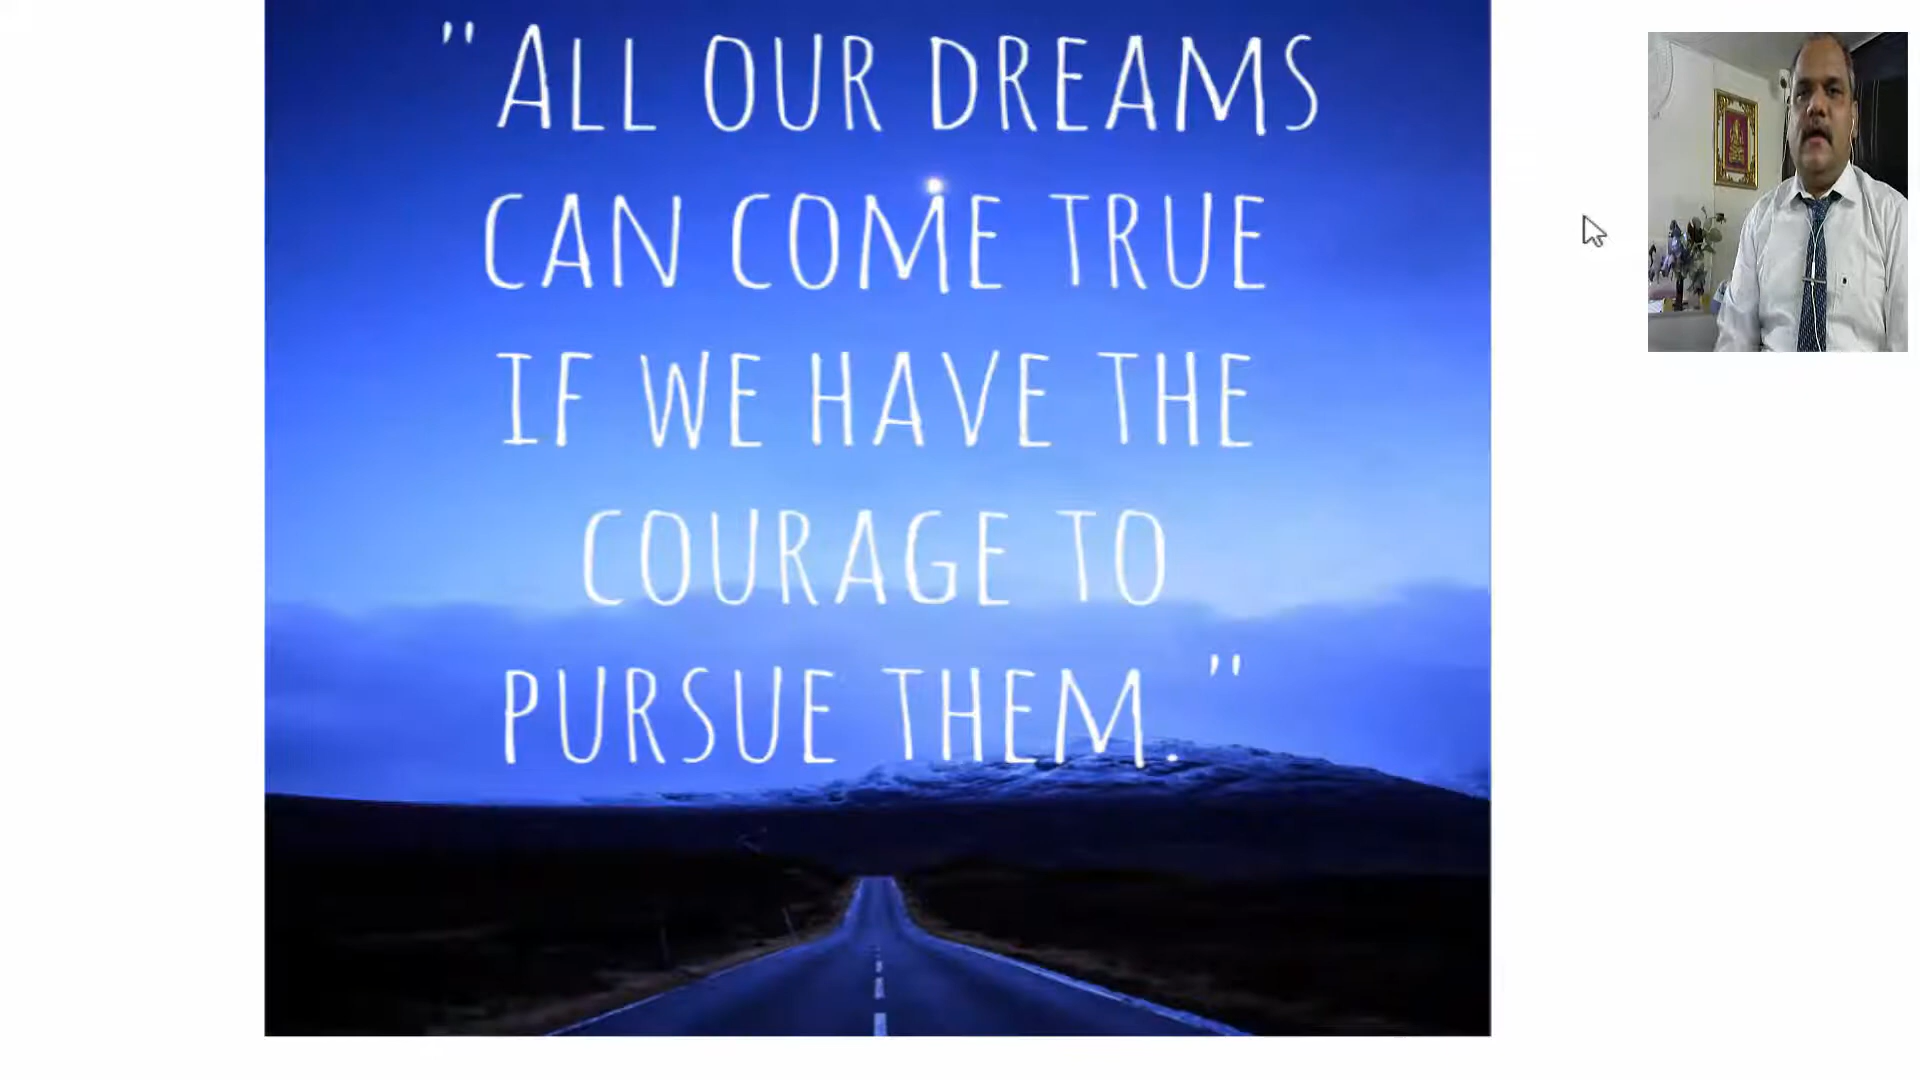 "ALL OUR DREAMS
CAN COME TRUE
IF WE HAVE THE
COURAGE TO
PURSUE THEM."